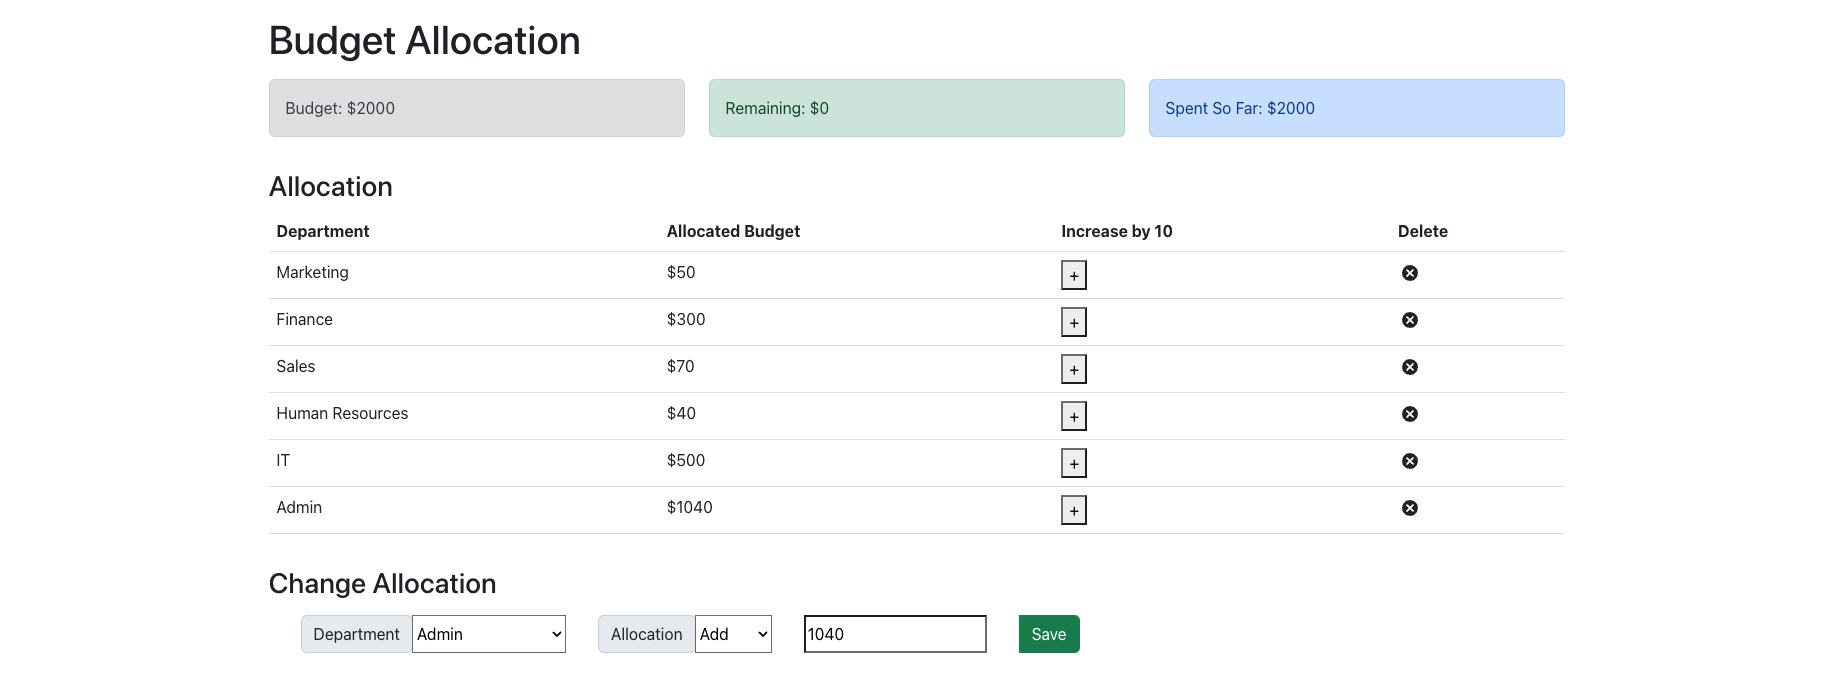 Budget Allocation
Budget: $2000 Remaining: $0 Spent So Far: $2000
Allocation
Department Allocated Budget Increase by 10 Delete
Marketing $50 +
Finance $300 +
Sales $70 +
Human Resources $40 +
IT $500 +
Admin $1040 +
Change Allocation
Department Admin Allocation Add 1040 Save